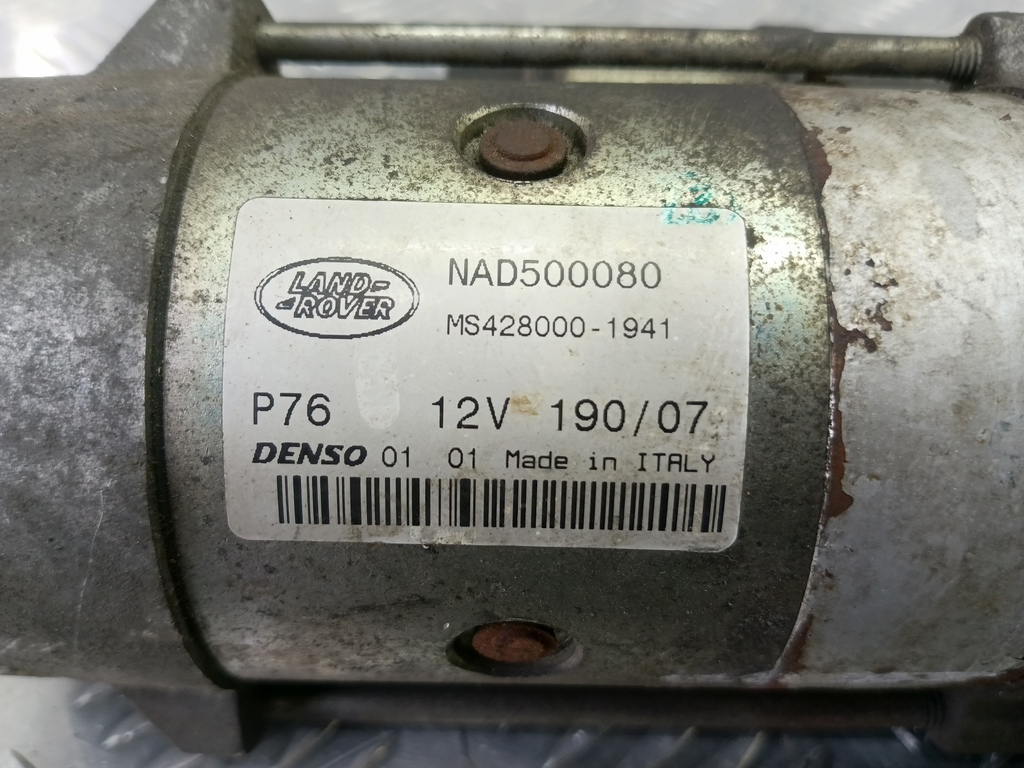 LAND-
-ROVER
NAD500080
MS428000-1941
P76 12V 190/07
DENSO 01 01 Made in ITALY